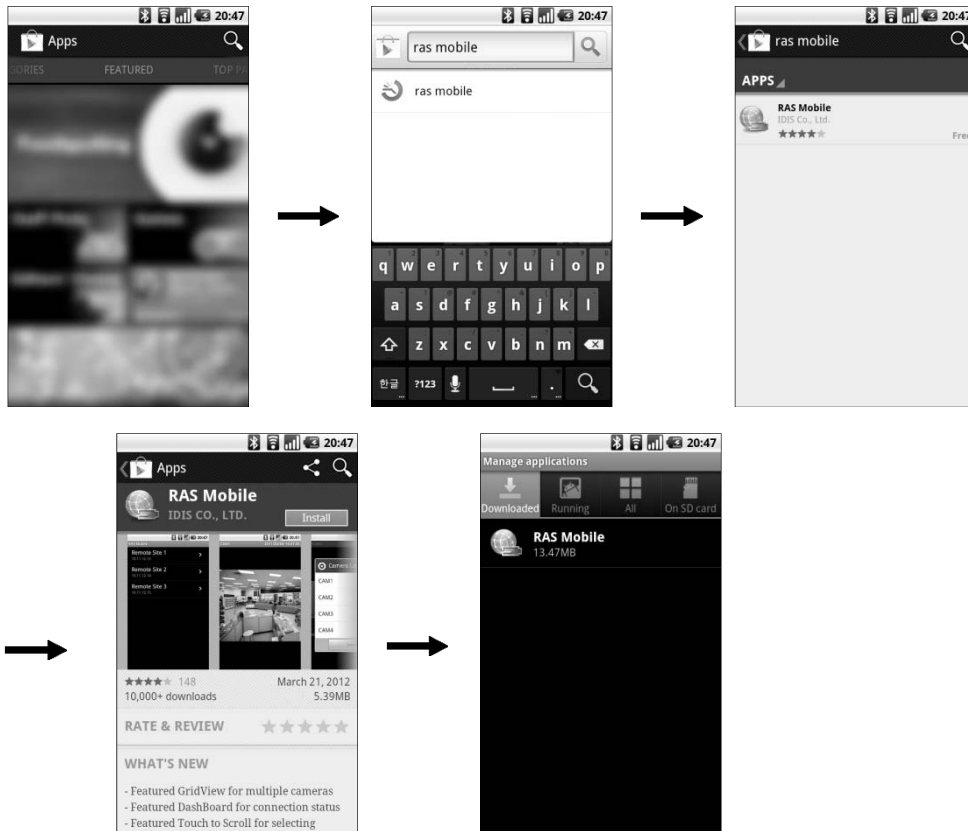 20:47
Apps
ORIES FEATURED TOP PA
20:47
ras mobile
ras mobile
q w e r t y u i o p
a s d f g h j k l
z x c v b n m
한글 ?123 .
20:47
ras mobile
APPS
RAS Mobile
IDIS Co., Ltd.
Free
20:47
Apps
RAS Mobile
IDIS CO., LTD.
Install
Remote Site 1
Remote Site 2
Remote Site 3
CAM1
CAM2
CAM3
CAM4
148 March 21, 2012
10,000+ downloads 5.39MB
RATE & REVIEW
WHAT'S NEW
- Featured GridView for multiple cameras
- Featured DashBoard for connection status
- Featured Touch to Scroll for selecting
20:47
Manage applications
Downloaded Running All On SD card
RAS Mobile
13.47MB